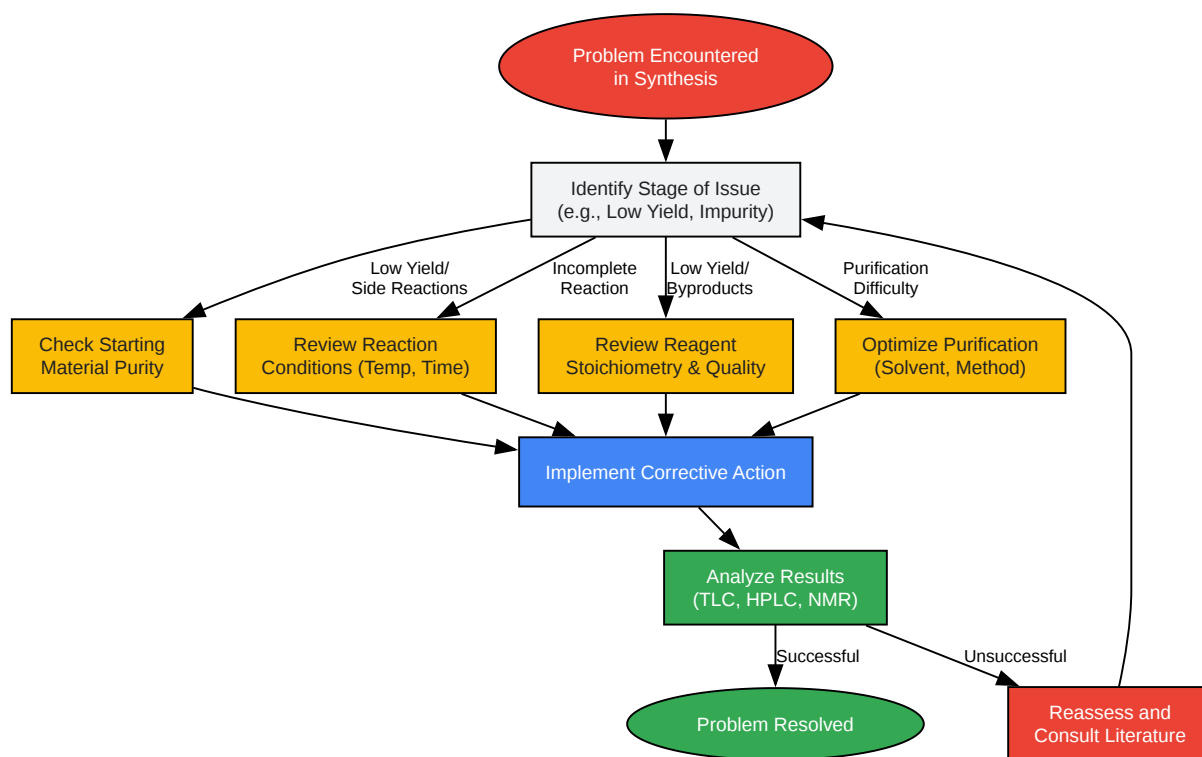 Problem Encountered
in Synthesis
Identify Stage of Issue
(e.g., Low Yield, Impurity)
Low Yield/
Side Reactions
Incomplete
Reaction
Low Yield/
Byproducts
Purification
Difficulty
Check Starting
Material Purity
Review Reaction
Conditions (Temp, Time)
Review Reagent
Stoichiometry & Quality
Optimize Purification
(Solvent, Method)
Implement Corrective Action
Analyze Results
(TLC, HPLC, NMR)
Successful
Unsuccessful
Problem Resolved
Reassess and
Consult Literature